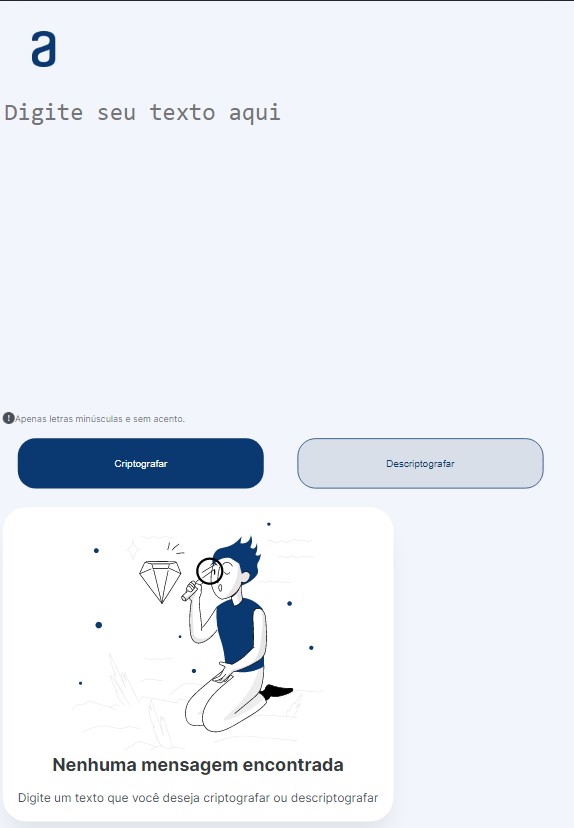 a
Digite seu texto aqui
Apenas letras minúsculas e sem acento.
Criptografar
Descriptografar
Nenhuma mensagem encontrada
Digite um texto que você deseja criptografar ou descriptografar